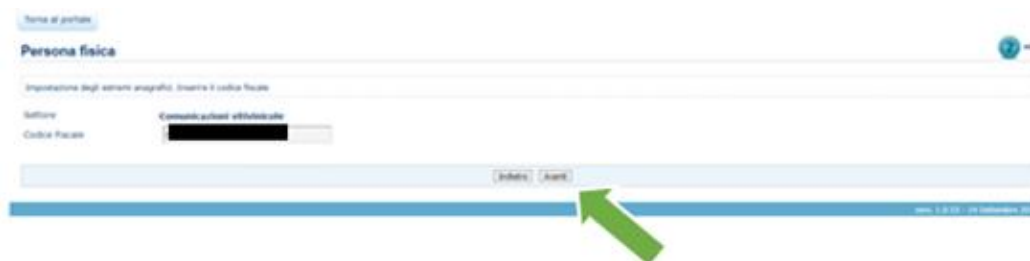 Torna al portale
Persona fisica
Impostazione degli estremi anagrafici. Inserire il codice fiscale
Settore Comunicazioni vitivinicole
Codice Fiscale
Indietro Avanti